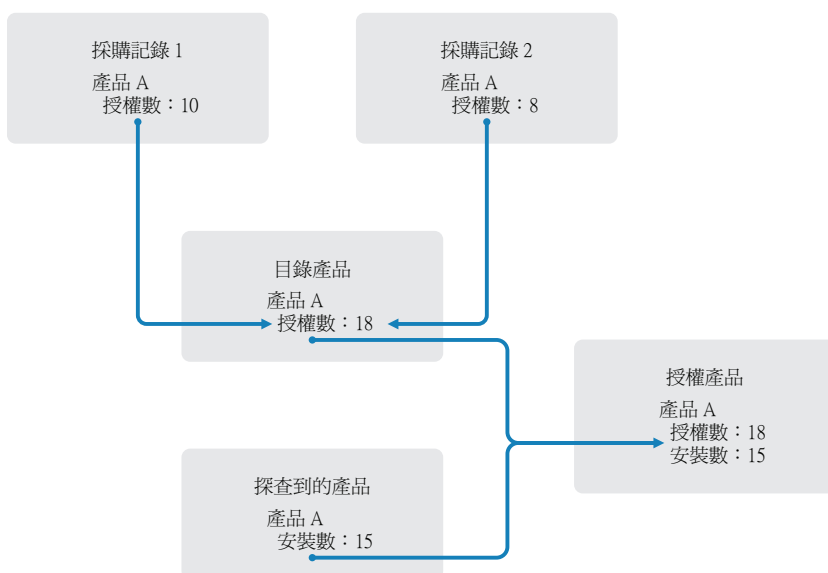 採購記錄 1
產品 A
授權數：10
採購記錄 2
產品 A
授權數：8
目錄產品
產品 A
授權數：18
授權產品
產品 A
授權數：18
安裝數：15
探查到的產品
產品 A
安裝數：15